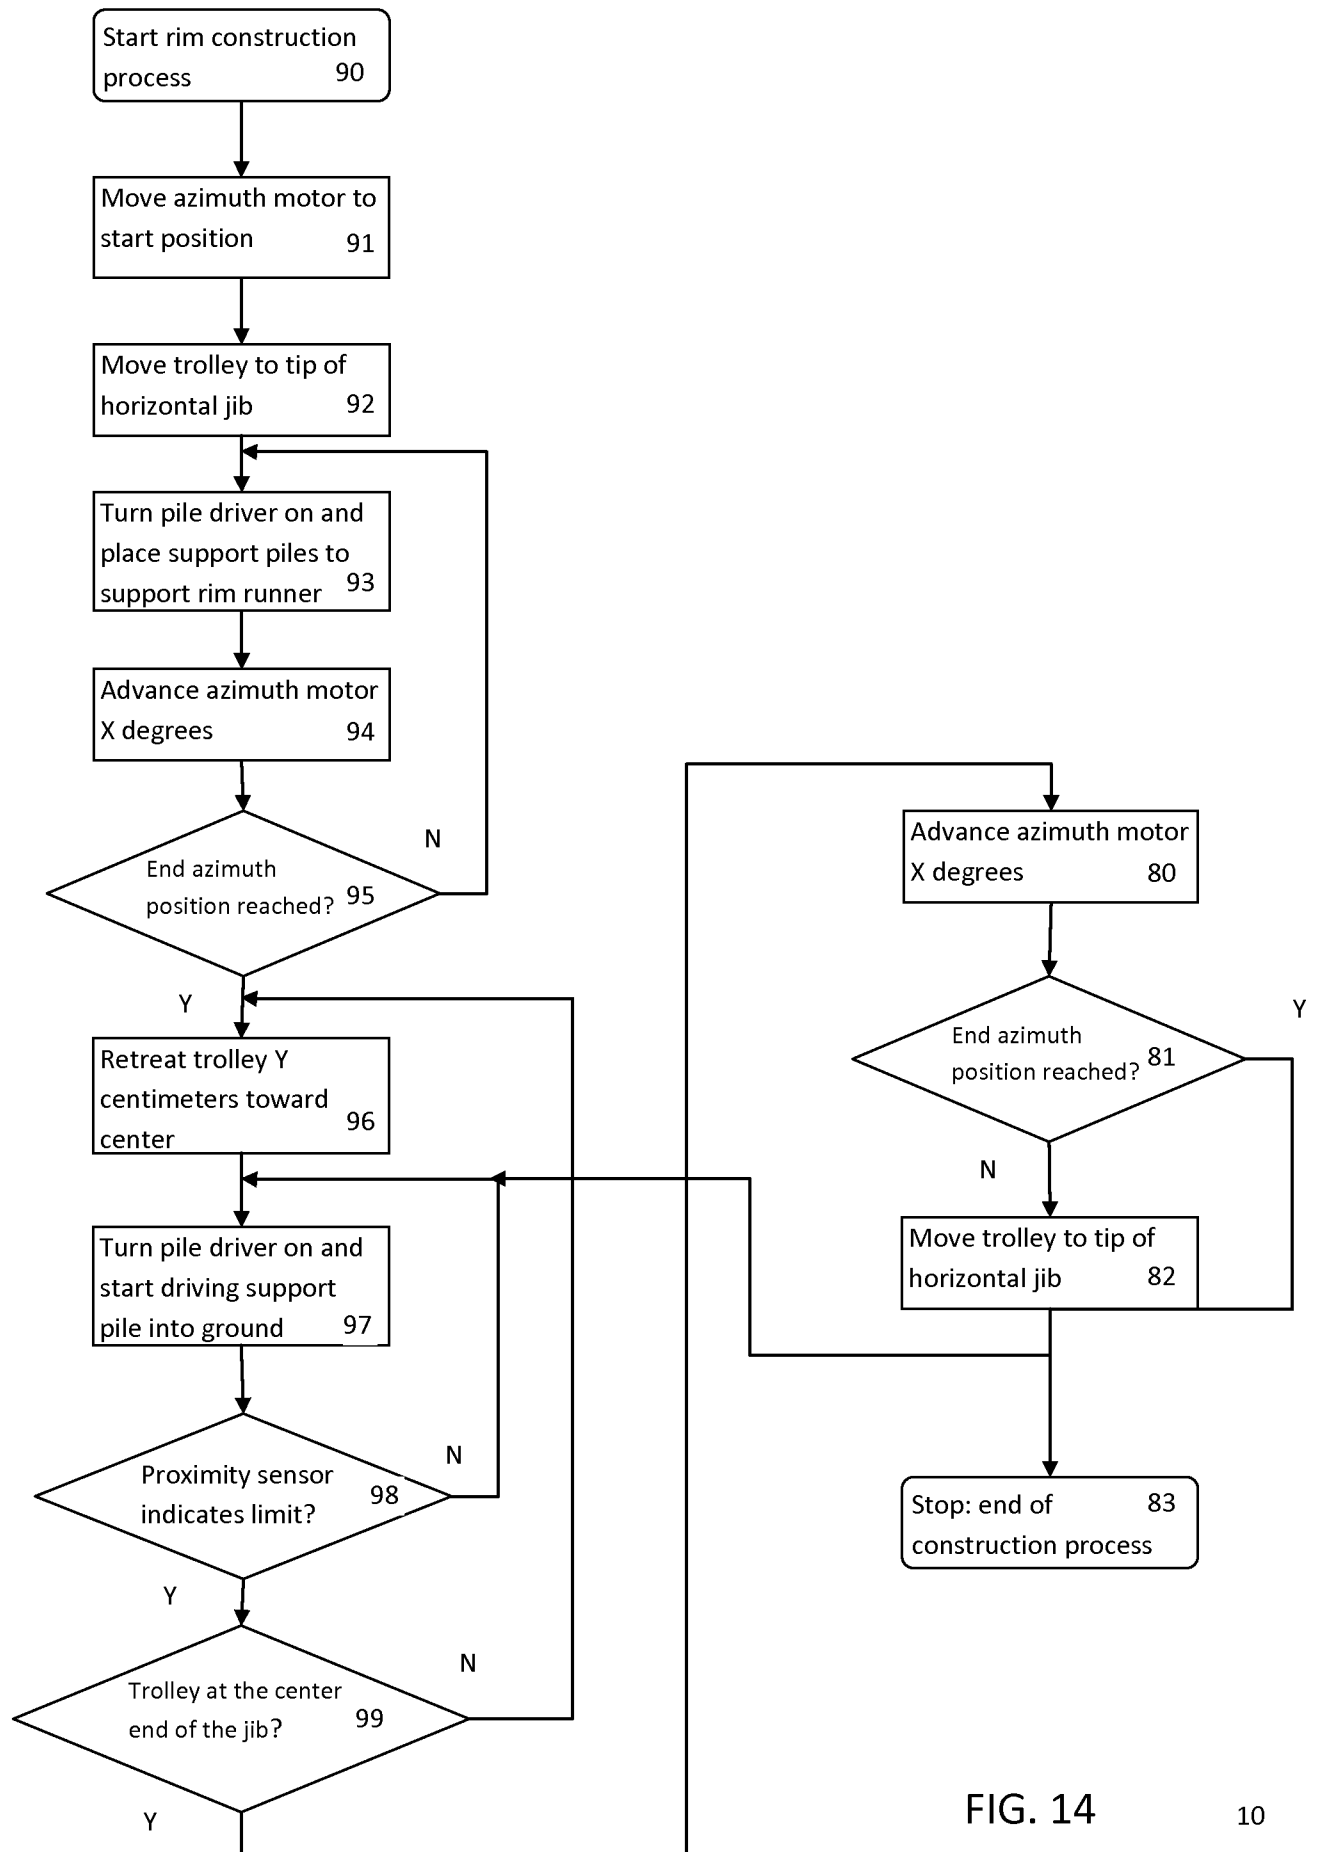 Start rim construction
process 90
Move azimuth motor to
start position 91
Move trolley to tip of
horizontal jib 92
Turn pile driver on and
place support piles to
support rim runner 93
Advance azimuth motor
X degrees 94
N
End azimuth
position reached? 95
Y
Retreat trolley Y
centimeters toward
center 96
Turn pile driver on and
start driving support
pile into ground 97
N
Proximity sensor
indicates limit? 98
Y
N
Trolley at the center
end of the jib? 99
Y
Advance azimuth motor
X degrees 80
Y
End azimuth
position reached? 81
N
Move trolley to tip of
horizontal jib 82
Stop: end of 83
construction process
FIG. 14 10